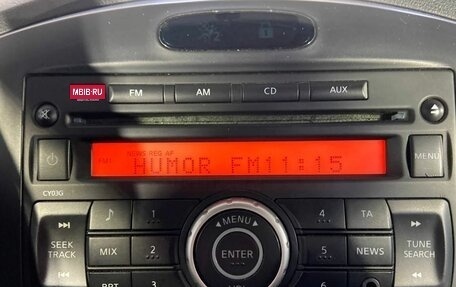 MBIB·RU
FM
AM
CD
AUX
FM1
NEWS REG AF
HUMOR FM11:15
MENU
CY03G
SEEK
TRACK
1
MENU
4
TA
TUNE
SEARCH
MIX
2
ENTER
5
NEWS
RPT
3
6